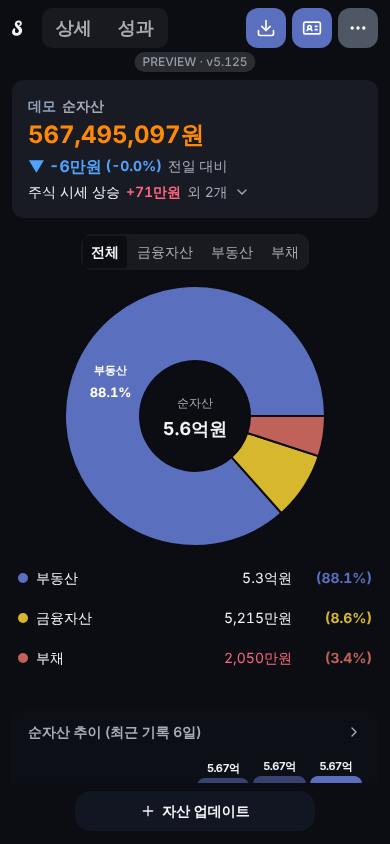 상세 성과
PREVIEW · v5.125
데모 순자산
567,495,097원
▼ -6만원 (-0.0%) 전일 대비
주식 시세 상승 +71만원 외 2개
전체 금융자산 부동산 부채
부동산
88.1%
순자산
5.6억원
부동산 5.3억원 (88.1%)
금융자산 5,215만원 (8.6%)
부채 2,050만원 (3.4%)
순자산 추이 (최근 기록 6일)
5.67억 5.67억 5.67억
+ 자산 업데이트